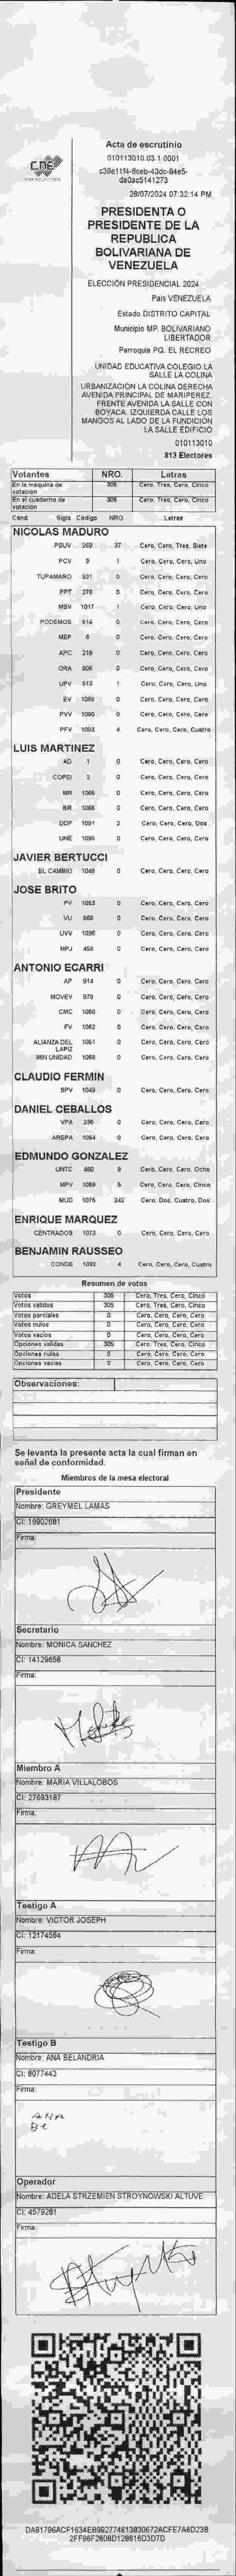 CNE
Acta de escrutinio
010113010.03.1.0001
28/07/2024 07:32:14 PM
PRESIDENTA O
PRESIDENTE DE LA
REPUBLICA
BOLIVARIANA DE
VENEZUELA
ELECCIÓN PRESIDENCIAL 2024
Pais VENEZUELA
Estado DISTRITO CAPITAL
Municipio MP. BOLIVARIANO
LIBERTADOR
Parroquia PQ. EL RECREO
UNIDAD EDUCATIVA COLEGIO LA
SALLE LA COLINA
URBANIZACIÓN LA COLINA DERECHA
AVENIDA PRINCIPAL DE MARIPEREZ.
FRENTE AVENIDA LA SALLE CON
BOYACA. IZQUIERDA CALLE LOS
MANGOS AL LADO DE LA FUNDICIÓN
LA SALLE EDIFICIO
010113010
813 Electores
Votantes NRO. Letras
En la maquina de votación 305 Cero, Tres, Cero, Cinco
En el cuaderno de votación 305 Cero, Tres, Cero, Cinco
Cand. Sigla Código NRO. Letras
NICOLAS MADURO
PSUV 269 37 Cero, Cero, Tres, Siete
PCV 9 1 Cero, Cero, Cero, Uno
TUPAMARO 931 0 Cero, Cero, Cero, Cero
PPT 276 0 Cero, Cero, Cero, Cero
MSV 1017 1 Cero, Cero, Cero, Uno
PODEMOS 614 0 Cero, Cero, Cero, Cero
MEP 6 0 Cero, Cero, Cero, Cero
APC 219 0 Cero, Cero, Cero, Cero
ORA 906 0 Cero, Cero, Cero, Cero
UPV 513 1 Cero, Cero, Cero, Uno
EV 1089 0 Cero, Cero, Cero, Cero
PVV 1090 0 Cero, Cero, Cero, Cero
PFV 1093 4 Cero, Cero, Cero, Cuatro
LUIS MARTINEZ
AD 1 0 Cero, Cero, Cero, Cero
COPEI 2 0 Cero, Cero, Cero, Cero
MR 1065 0 Cero, Cero, Cero, Cero
BR 1066 0 Cero, Cero, Cero, Cero
DDP 1091 2 Cero, Cero, Cero, Dos
UNE 1095 0 Cero, Cero, Cero, Cero
JAVIER BERTUCCI
EL CAMBIO 1048 0 Cero, Cero, Cero, Cero
JOSE BRITO
PV 1053 0 Cero, Cero, Cero, Cero
VU 0 Cero, Cero, Cero, Cero
UVV 1096 0 Cero, Cero, Cero, Cero
MPJ 458 0 Cero, Cero, Cero, Cero
ANTONIO ECARRI
AP 914 0 Cero, Cero, Cero, Cero
MOVEV 979 0 Cero, Cero, Cero, Cero
CMC 1050 0 Cero, Cero, Cero, Cero
FV 1062 0 Cero, Cero, Cero, Cero
ALIANZA DEL LAPIZ 1051 0 Cero, Cero, Cero, Cero
MIN UNIDAD 1068 0 Cero, Cero, Cero, Cero
CLAUDIO FERMIN
SPV 1049 0 Cero, Cero, Cero, Cero
DANIEL CEBALLOS
VPA 236 0 Cero, Cero, Cero, Cero
AREPA 1094 0 Cero, Cero, Cero, Cero
EDMUNDO GONZALEZ
UNTC 8 Cero, Cero, Cero, Ocho
MPV 1069 5 Cero, Cero, Cero, Cinco
MUD 1075 242 Cero, Dos, Cuatro, Dos
ENRIQUE MARQUEZ
CENTRADOS 1073 0 Cero, Cero, Cero, Cero
BENJAMIN RAUSSEO
CONDE 1092 4 Cero, Cero, Cero, Cuatro
Resumen de votos
Votos 305 Cero, Tres, Cero, Cinco
Votos validos 305 Cero, Tres, Cero, Cinco
Votos parciales 0 Cero, Cero, Cero, Cero
Votos nulos 0 Cero, Cero, Cero, Cero
Votos vacios 0 Cero, Cero, Cero, Cero
Opciones validas 305 Cero, Tres, Cero, Cinco
Opciones nulas 0 Cero, Cero, Cero, Cero
Opciones vacias 0 Cero, Cero, Cero, Cero
Observaciones:
Se levanta la presente acta la cual firman en
señal de conformidad.
Miembros de la mesa electoral
Presidente
Nombre: GREYMEL LAMAS
CI: 16902681
Firma:
Secretario
Nombre: MONICA SANCHEZ
CI: 14129658
Firma:
Miembro A
Nombre: MARIA VILLALOBOS
CI: 27693187
Firma:
Testigo A
Nombre: VICTOR JOSEPH
CI: 12174564
Firma:
Testigo B
Nombre: ANA BELANDRIA
CI: 6077443
Firma:
ANA
Be
Operador
Nombre: ADELA STRZEMIEN STROYNOWSKI ALTUVE
CI: 4579281
Firma: